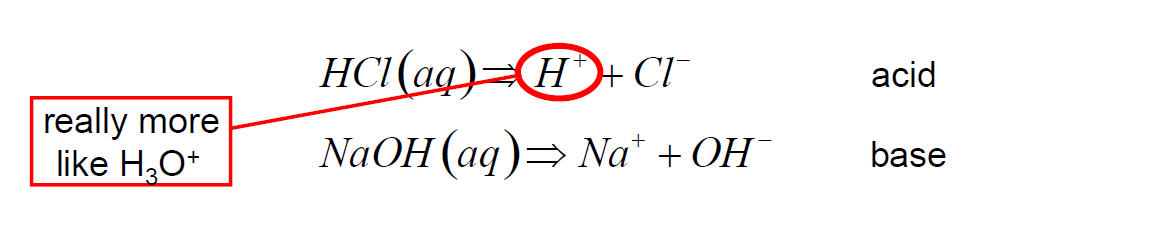 HCl(aq) ⇒ H⁺ + Cl⁻ acid
really more
like H₃O⁺
NaOH(aq) ⇒ Na⁺ + OH⁻ base